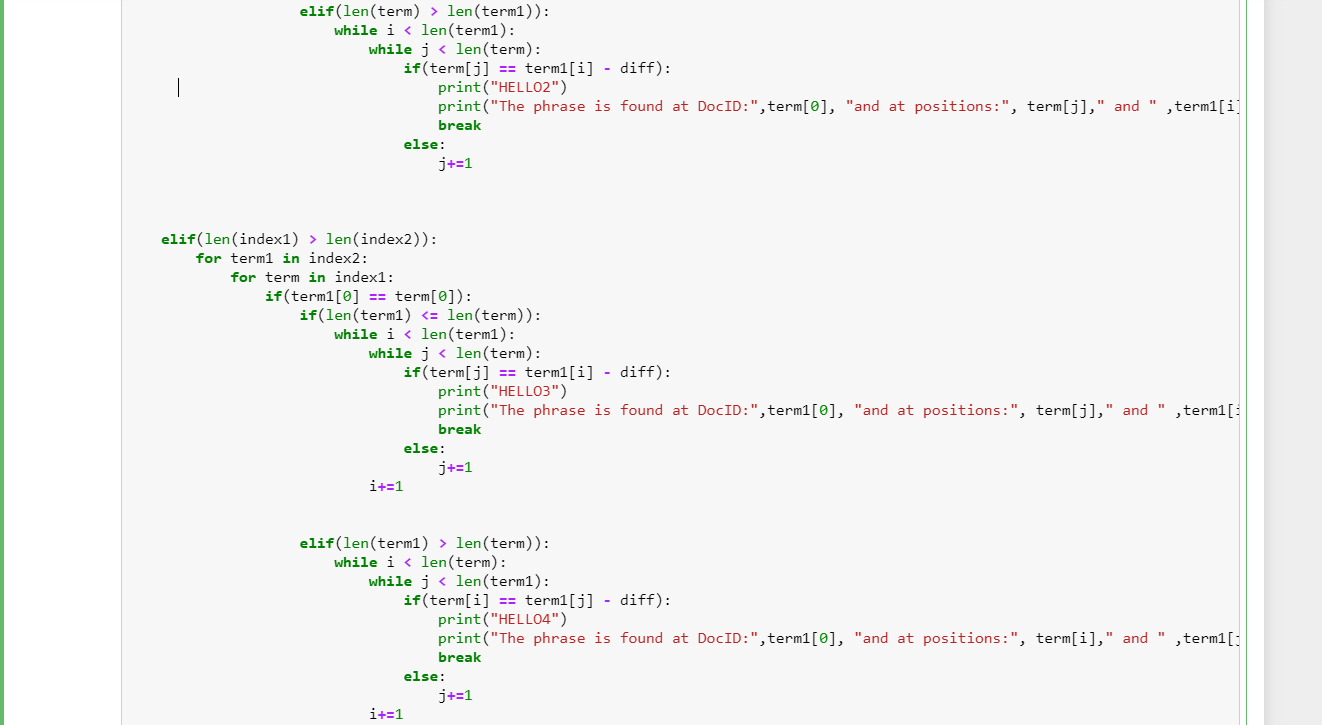 elif(len(term) > len(term1)):
while i < len(term1):
while j < len(term):
if(term[j] == term1[i] - diff):
print("HELLO2")
print("The phrase is found at DocID:",term[0], "and at positions:", term[j]," and " ,term1[i]
break
else:
j+=1
elif(len(index1) > len(index2)):
for term1 in index2:
for term in index1:
if(term1[0] == term[0]):
if(len(term1) <= len(term)):
while i < len(term1):
while j < len(term):
if(term[j] == term1[i] - diff):
print("HELLO3")
print("The phrase is found at DocID:",term1[0], "and at positions:", term[j]," and " ,term1[i
break
else:
j+=1
i+=1
elif(len(term1) > len(term)):
while i < len(term):
while j < len(term1):
if(term[i] == term1[j] - diff):
print("HELLO4")
print("The phrase is found at DocID:",term1[0], "and at positions:", term[i]," and " ,term1[j
break
else:
j+=1
i+=1